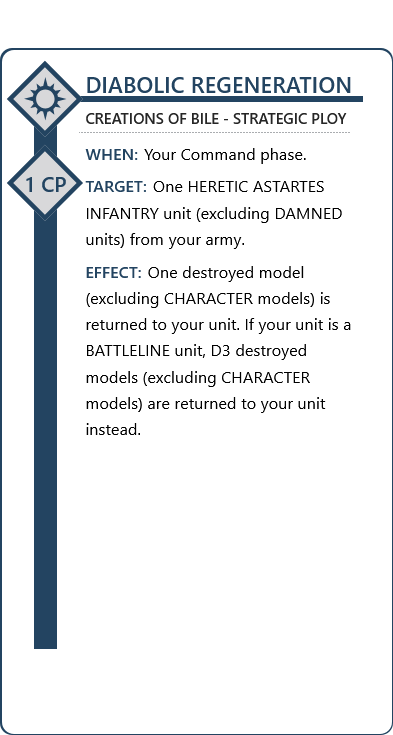 DIABOLIC REGENERATION
CREATIONS OF BILE - STRATEGIC PLOY
1 CP
WHEN: Your Command phase.
TARGET: One HERETIC ASTARTES
INFANTRY unit (excluding DAMNED
units) from your army.
EFFECT: One destroyed model
(excluding CHARACTER models) is
returned to your unit. If your unit is a
BATTLELINE unit, D3 destroyed
models (excluding CHARACTER
models) are returned to your unit
instead.